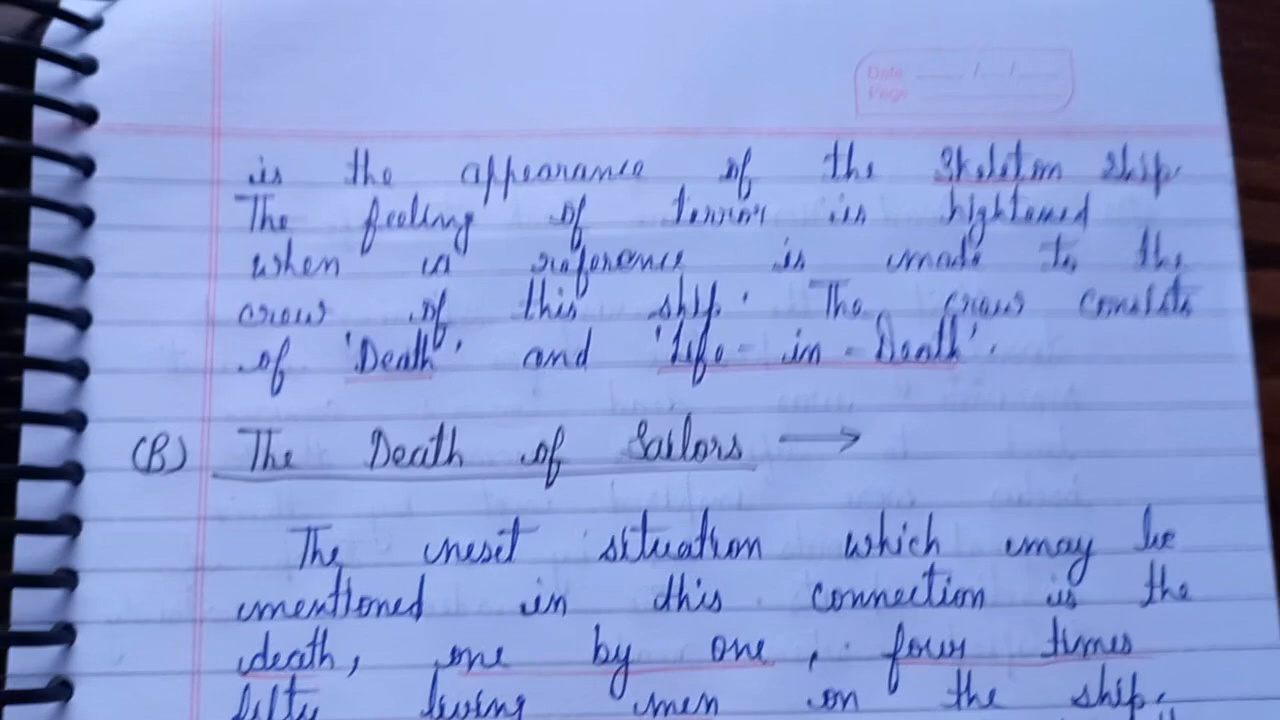 Date / /
Page
is the appearance of the Skeleton ship.
The feeling of terror is hightened
when a reference is made to the
crew of this ship. The crew consists
of 'Death' and 'Life-in-Death'.
(B) The Death of Sailors →
The next situation which may be
mentioned in this connection is the
death, one by one, four times
fifty living men on the ship.